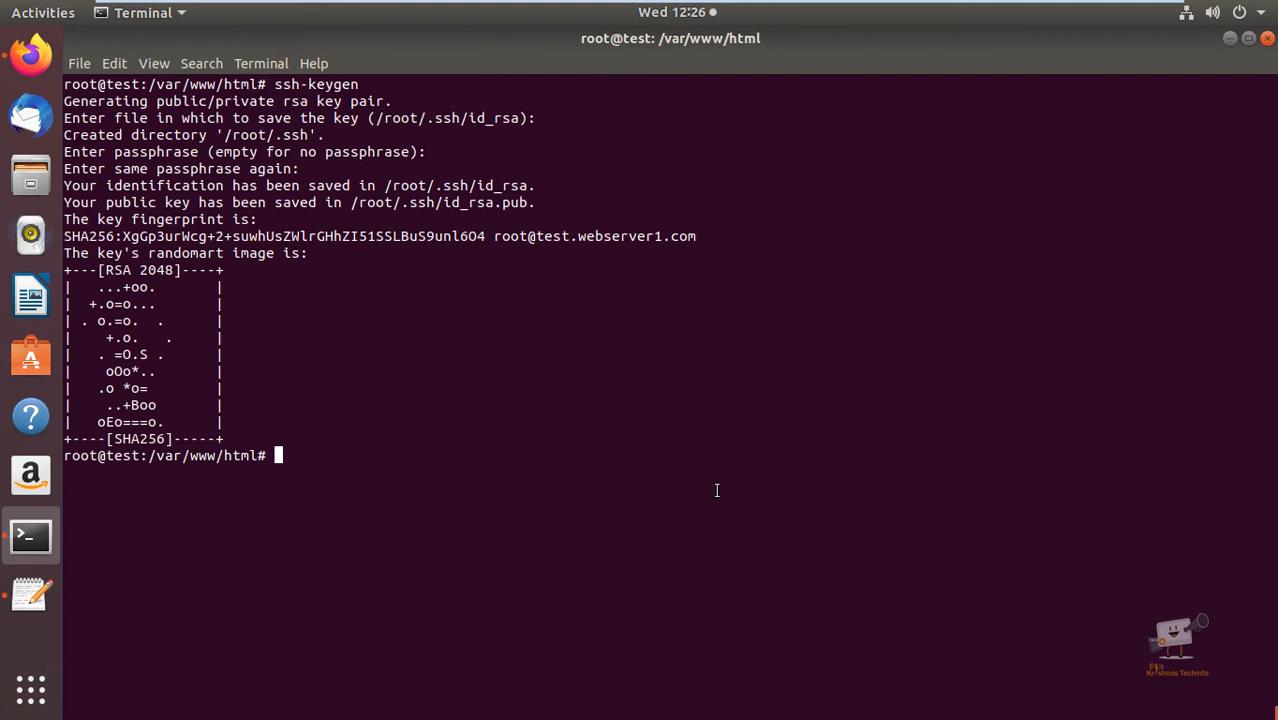 Activities Terminal Wed 12:26
root@test: /var/www/html
File Edit View Search Terminal Help
root@test:/var/www/html# ssh-keygen
Generating public/private rsa key pair.
Enter file in which to save the key (/root/.ssh/id_rsa):
Created directory '/root/.ssh'.
Enter passphrase (empty for no passphrase):
Enter same passphrase again:
Your identification has been saved in /root/.ssh/id_rsa.
Your public key has been saved in /root/.ssh/id_rsa.pub.
The key fingerprint is:
SHA256:XgGp3urWcg+2+suwhUsZWlrGHhZI51SSLBuS9unl6O4 root@test.webserver1.com
The key's randomart image is:
+---[RSA 2048]----+
|   ...+oo.       |
|  +.o=o...       |
| . o.=o.  .      |
|    +.o.   .     |
|   . =O.S .      |
|    oOo*..       |
|   .o *o=        |
|    ..+Boo       |
|   oEo===o.      |
+----[SHA256]-----+
root@test:/var/www/html#
Krishnas Techinfo